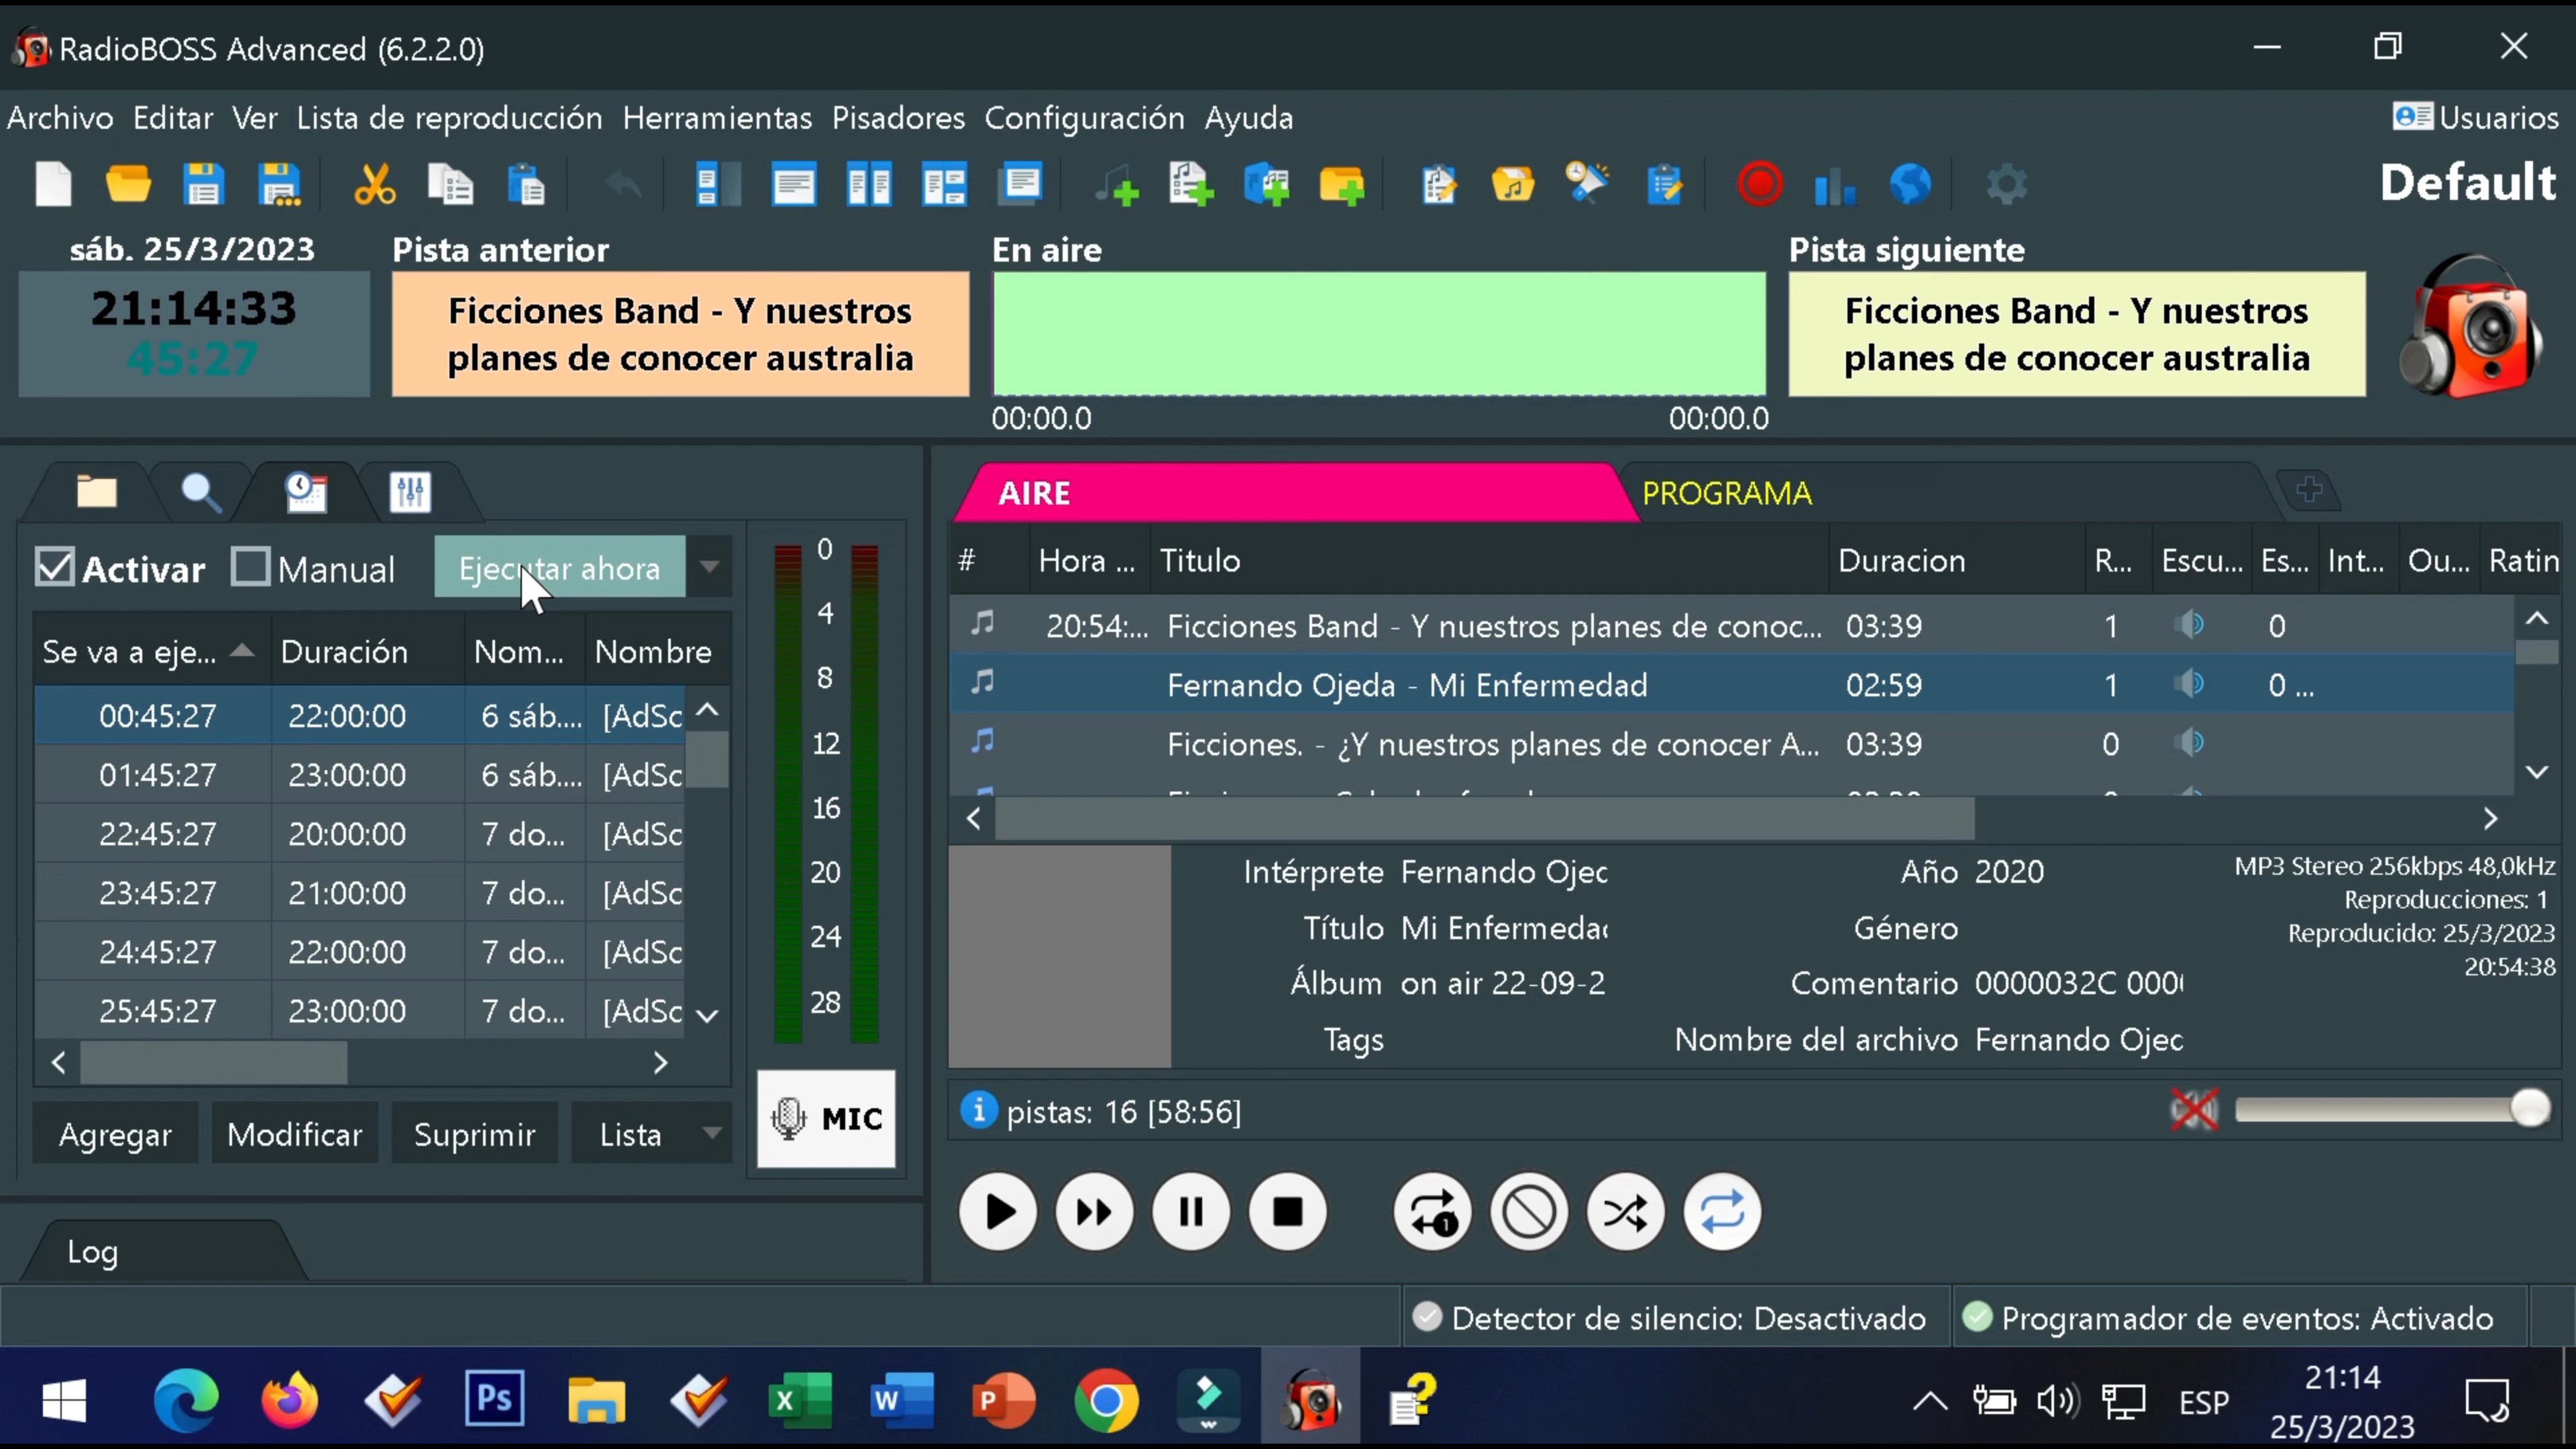 RadioBOSS Advanced (6.2.2.0)
Archivo Editar Ver Lista de reproducción Herramientas Pisadores Configuración Ayuda
Usuarios
Default
sáb. 25/3/2023
21:14:33
45:27
Pista anterior
Ficciones Band - Y nuestros
planes de conocer australia
En aire
00:00.0 00:00.0
Pista siguiente
Ficciones Band - Y nuestros
planes de conocer australia
Activar Manual Ejecutar ahora
Se va a eje... Duración Nom... Nombre
00:45:27 22:00:00 6 sáb.... [AdSc
01:45:27 23:00:00 6 sáb.... [AdSc
22:45:27 20:00:00 7 do... [AdSc
23:45:27 21:00:00 7 do... [AdSc
24:45:27 22:00:00 7 do... [AdSc
25:45:27 23:00:00 7 do... [AdSc
Agregar Modificar Suprimir Lista
0
4
8
12
16
20
24
28
MIC
Log
AIRE PROGRAMA
# Hora ... Titulo Duracion R... Escu... Es... Int... Ou... Ratin
20:54:... Ficciones Band - Y nuestros planes de conoc... 03:39 1 0
Fernando Ojeda - Mi Enfermedad 02:59 1 0 ...
Ficciones. - ¿Y nuestros planes de conocer A... 03:39 0
Intérprete Fernando Ojec
Título Mi Enfermedac
Álbum on air 22-09-2
Tags
Año 2020
Género
Comentario 0000032C 000
Nombre del archivo Fernando Ojec
MP3 Stereo 256kbps 48,0kHz
Reproducciones: 1
Reproducido: 25/3/2023
20:54:38
pistas: 16 [58:56]
1
Detector de silencio: Desactivado Programador de eventos: Activado
Ps
X
W
P
ESP
21:14
25/3/2023